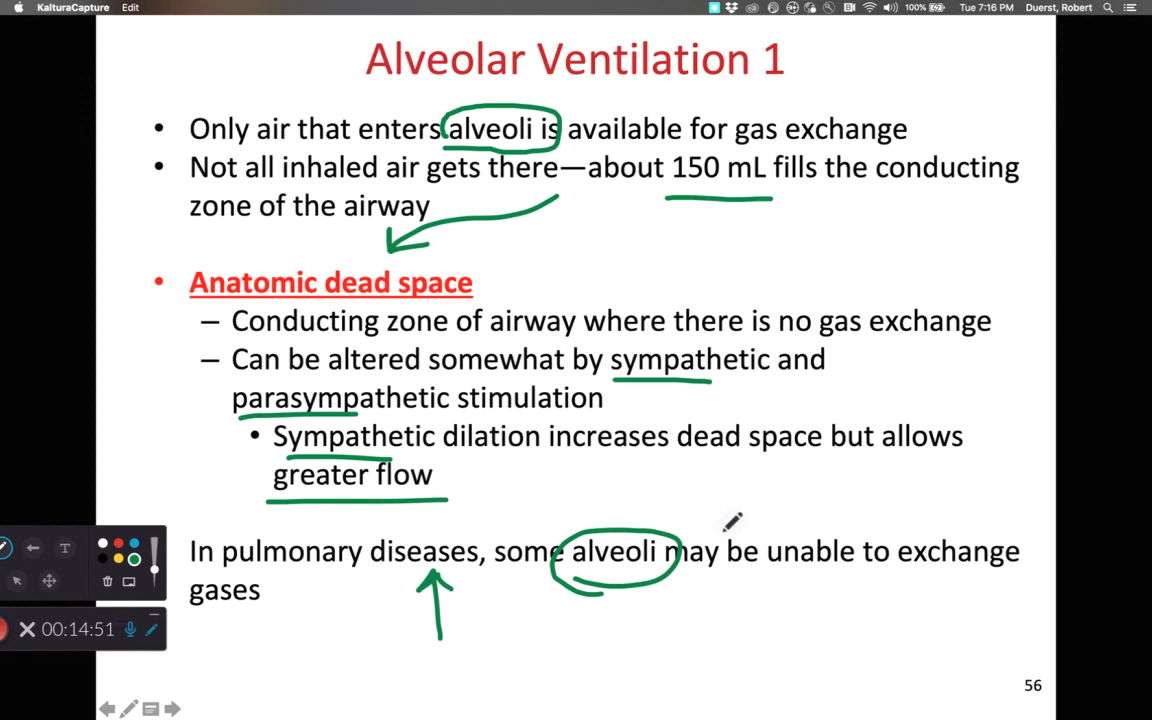 KalturaCapture Edit 100% Tue 7:16 PM Duerst, Robert
Alveolar Ventilation 1
• Only air that enters alveoli is available for gas exchange
• Not all inhaled air gets there—about 150 mL fills the conducting
zone of the airway
• Anatomic dead space
– Conducting zone of airway where there is no gas exchange
– Can be altered somewhat by sympathetic and
parasympathetic stimulation
• Sympathetic dilation increases dead space but allows
greater flow
In pulmonary diseases, some alveoli may be unable to exchange
gases
T
00:14:51
56